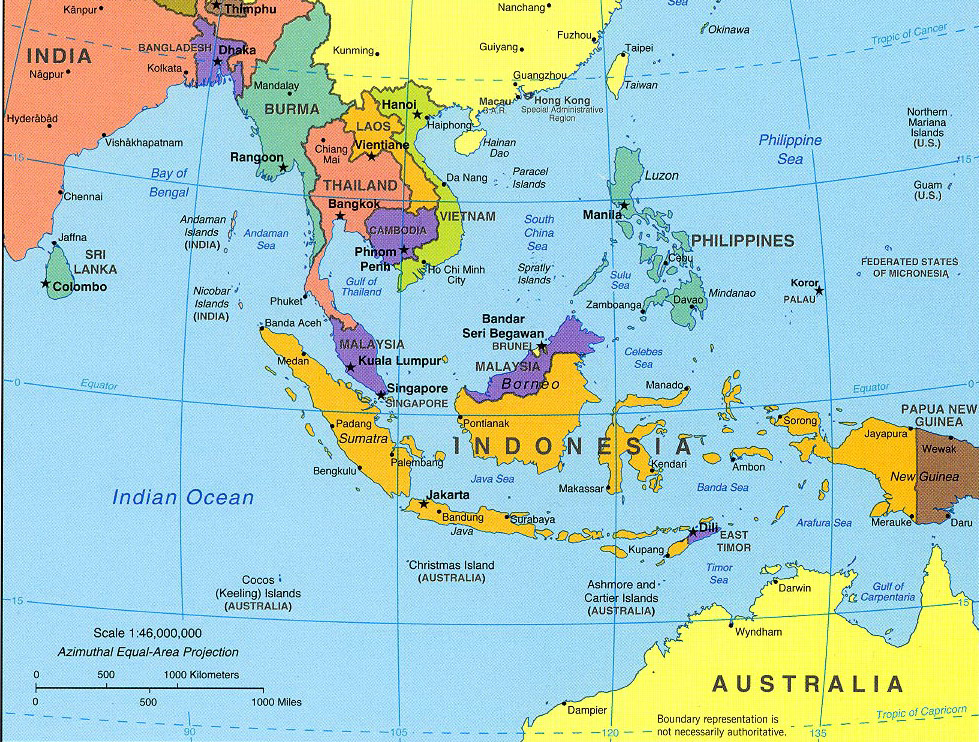 Kānpur
Thimphu
Nanchang
Sea
INDIA
Nāgpur
BANGLADESH
Dhaka
Kolkata
Kunming
Guiyang
Fuzhou
Taipei
Okinawa
Tropic of Cancer
Mandalay
BURMA
Hanoi
Guangzhou
Macau
S.A.R.
Hong Kong
Special Administrative
Region
Taiwan
Hyderābād
Vishākhapatnam
LAOS
Haiphong
Hainan
Dao
Northern
Mariana
Islands
(U.S.)
Philippine
Sea
15
Rangoon
Chiang
Mai
Vientiane
15
Bay of
Bengal
THAILAND
Da Nang
Paracel
Islands
Luzon
Guam
(U.S.)
Chennai
Bangkok
Manila
Andaman
Islands
(INDIA)
Andaman
Sea
CAMBODIA
VIETNAM
South
China
Sea
Jaffna
SRI
LANKA
Colombo
Phnom
Penh
Ho Chi Minh
City
Gulf of
Thailand
Spratly
Islands
PHILIPPINES
Cebu
Sulu
Sea
FEDERATED STATES
OF MICRONESIA
Nicobar
Islands
(INDIA)
Phuket
Zamboanga
Davao
Mindanao
Koror
PALAU
Banda Aceh
MALAYSIA
Kuala Lumpur
Bandar
Seri Begawan
BRUNEI
MALAYSIA
Borneo
Celebes
Sea
Medan
0
Equator
Singapore
SINGAPORE
Manado
Equator
0
Padang
Sumatra
Pontianak
Sorong
PAPUA NEW
GUINEA
Jayapura
Wewak
INDONESIA
Bengkulu
Palembang
Kendari
Ambon
New Guinea
Java Sea
Makassar
Banda Sea
Indian Ocean
Jakarta
Bandung
Java
Surabaya
Arafura Sea
Merauke
Daru
Dili
EAST
TIMOR
Kupang
Christmas Island
(AUSTRALIA)
Timor
Sea
Cocos
(Keeling) Islands
(AUSTRALIA)
Ashmore and
Cartier Islands
(AUSTRALIA)
Darwin
Gulf of
Carpentaria
15
15
Wyndham
Scale 1:46,000,000
Azimuthal Equal-Area Projection
0 500 1000 Kilometers
0 500 1000 Miles
AUSTRALIA
Dampier
Boundary representation is
not necessarily authoritative.
Tropic of Capricorn
90
105
120
135